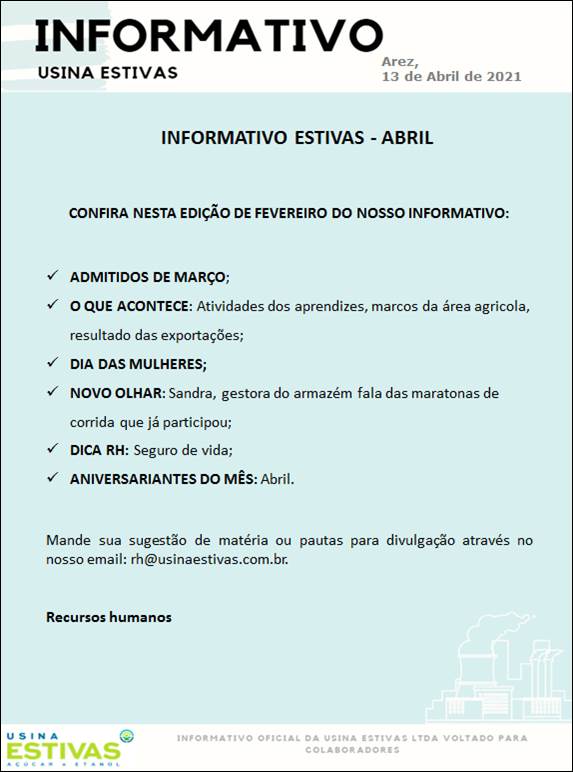 INFORMATIVO
USINA ESTIVAS
Arez,
13 de Abril de 2021
INFORMATIVO ESTIVAS - ABRIL
CONFIRA NESTA EDIÇÃO DE FEVEREIRO DO NOSSO INFORMATIVO:
✓ ADMITIDOS DE MARÇO;
✓ O QUE ACONTECE: Atividades dos aprendizes, marcos da área agricola,
resultado das exportações;
✓ DIA DAS MULHERES;
✓ NOVO OLHAR: Sandra, gestora do armazém fala das maratonas de
corrida que já participou;
✓ DICA RH: Seguro de vida;
✓ ANIVERSARIANTES DO MÊS: Abril.
Mande sua sugestão de matéria ou pautas para divulgação através no
nosso email: rh@usinaestivas.com.br.
Recursos humanos
USINA
ESTIVAS
AÇÚCAR e ETANOL
INFORMATIVO OFICIAL DA USINA ESTIVAS LTDA VOLTADO PARA
COLABORADORES